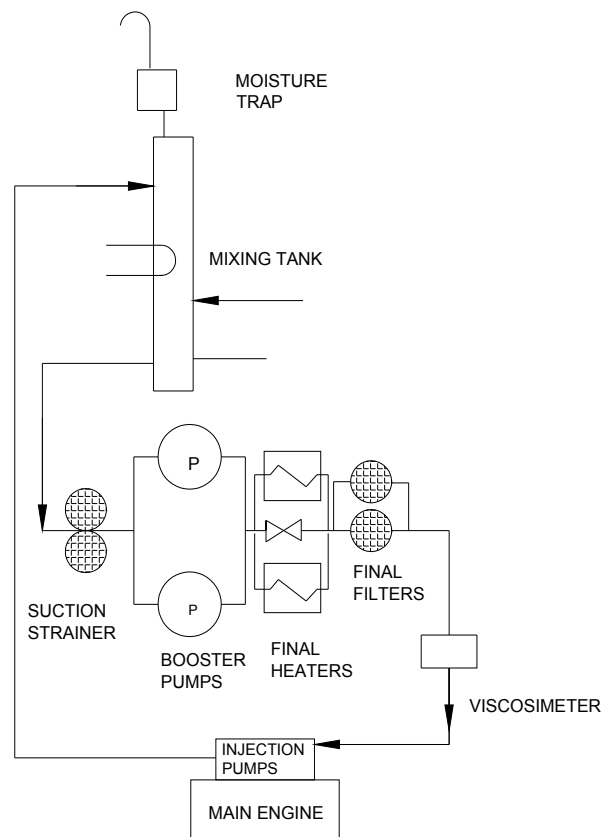 MOISTURE
TRAP
MIXING TANK
P
P
SUCTION
STRAINER
BOOSTER
PUMPS
FINAL
HEATERS
FINAL
FILTERS
VISCOSIMETER
INJECTION
PUMPS
MAIN ENGINE